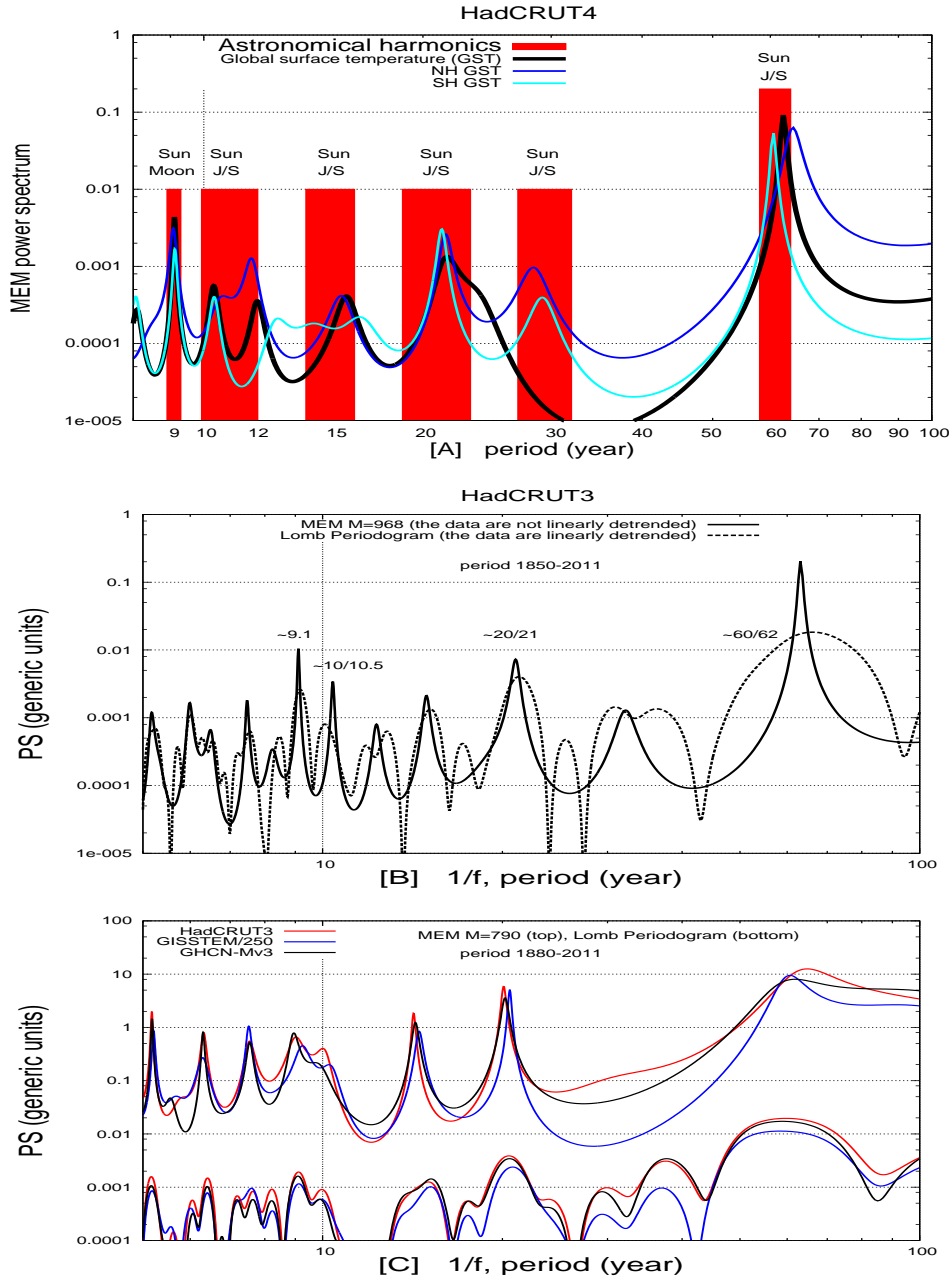 HadCRUT4
1
0.1
0.01
0.001
0.0001
1e-005
MEM power spectrum
Astronomical harmonics
Global surface temperature (GST)
NH GST
SH GST
Sun
Moon
Sun
J/S
Sun
J/S
Sun
J/S
Sun
J/S
Sun
J/S
9 10 12 15 20 30 40 50 60 70 80 90 100
[A] period (year)
HadCRUT3
1
0.1
0.01
0.001
0.0001
1e-005
PS (generic units)
MEM M=968 (the data are not linearly detrended)
Lomb Periodogram (the data are linearly detrended)
period 1850-2011
~9.1
~10/10.5
~20/21
~60/62
10 100
[B] 1/f, period (year)
100
10
1
0.1
0.01
0.001
0.0001
PS (generic units)
HadCRUT3
GISSTEM/250
GHCN-Mv3
MEM M=790 (top), Lomb Periodogram (bottom)
period 1880-2011
10 100
[C] 1/f, period (year)